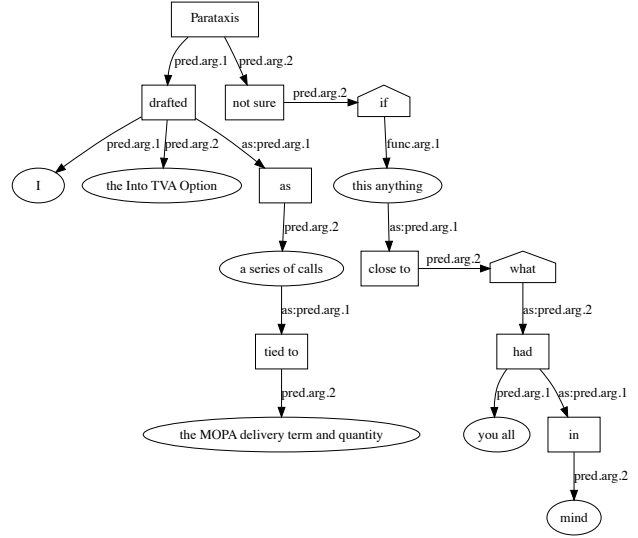 Parataxis
pred.arg.1 pred.arg.2
drafted not sure pred.arg.2 if
pred.arg.1 pred.arg.2 as:pred.arg.1 func.arg.1
I the Into TVA Option as this anything
pred.arg.2 as:pred.arg.1
a series of calls close to pred.arg.2 what
as:pred.arg.1 as:pred.arg.2
tied to had
pred.arg.2 pred.arg.1 as:pred.arg.1
the MOPA delivery term and quantity you all in
pred.arg.2
mind